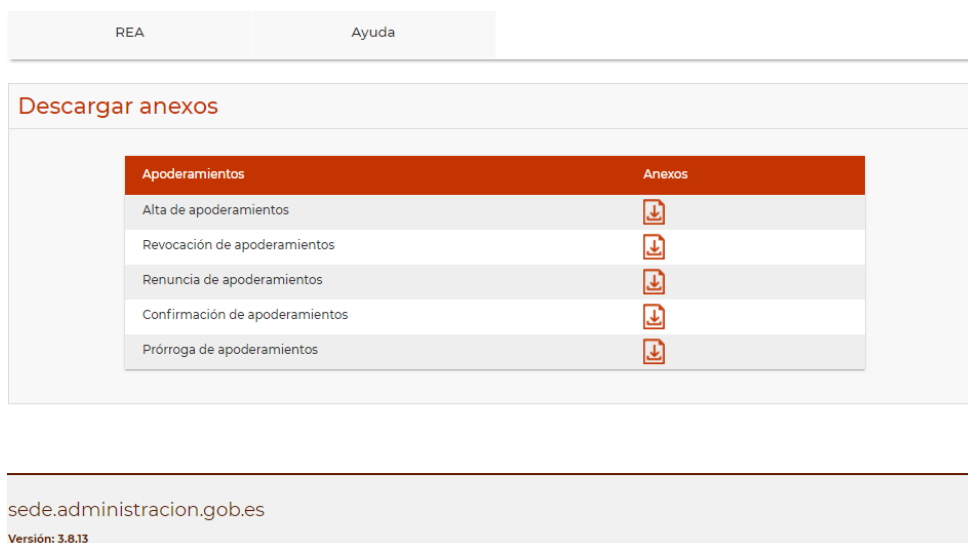 REA Ayuda
Descargar anexos
Apoderamientos Anexos
Alta de apoderamientos
Revocación de apoderamientos
Renuncia de apoderamientos
Confirmación de apoderamientos
Prórroga de apoderamientos
sede.administracion.gob.es
Versión: 3.8.13